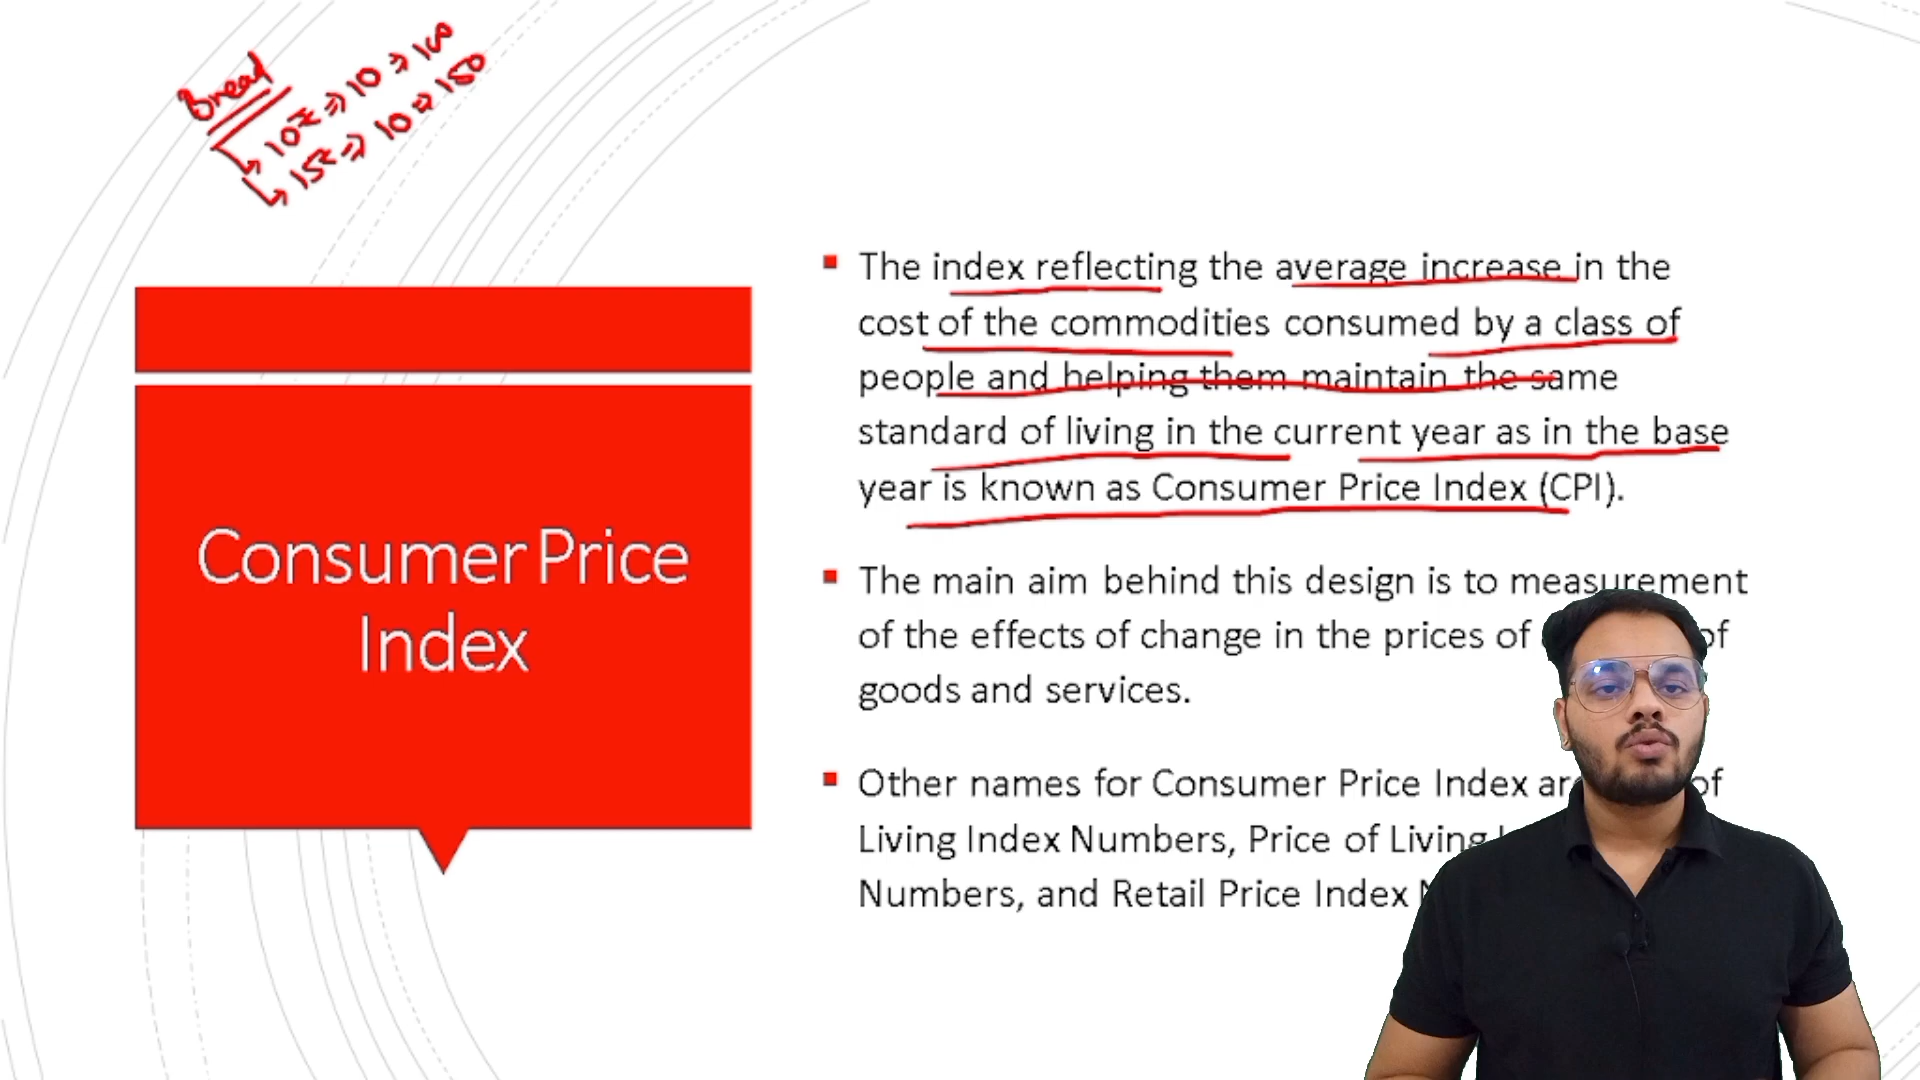 Bread
↳ 10₹ ⇒ 10 ⇒ 100
↳ 15₹ ⇒ 10 ⇒ 150
Consumer Price
Index
▪ The index reflecting the average increase in the
cost of the commodities consumed by a class of
people and helping them maintain the same
standard of living in the current year as in the base
year is known as Consumer Price Index (CPI).
▪ The main aim behind this design is to measurement
of the effects of change in the prices of of
goods and services.
▪ Other names for Consumer Price Index are of
Living Index Numbers, Price of Living
Numbers, and Retail Price Index